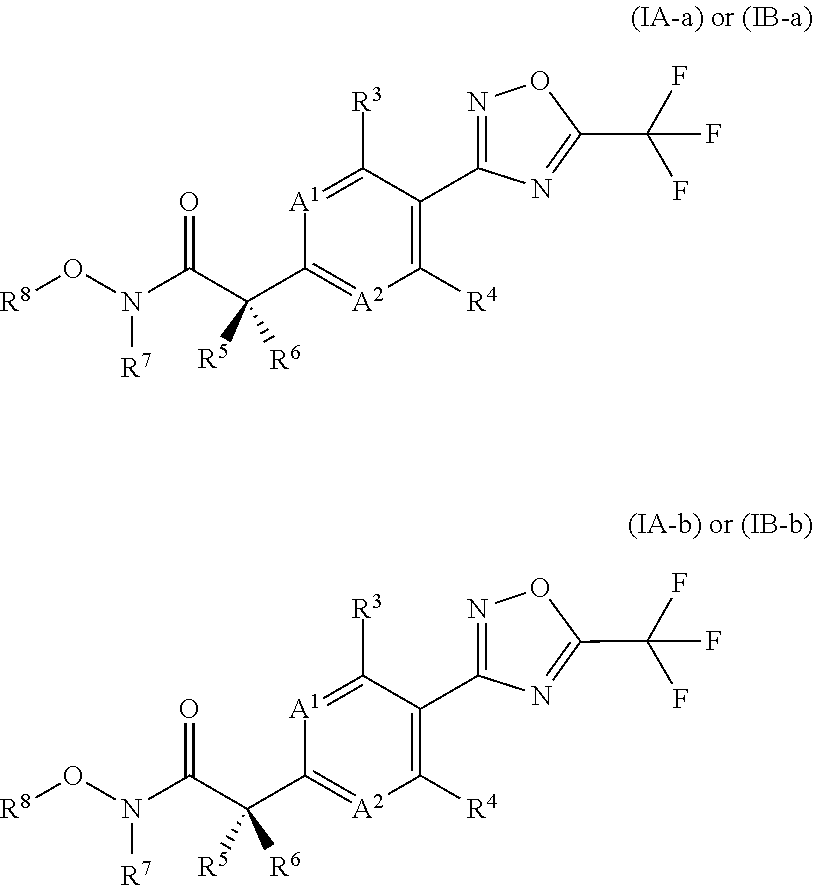 (IA-a) or (IB-a)
F
R³ N O F
A¹ N F
O
R⁸ O N A² R⁴
R⁵ R⁶
R⁷
(IA-b) or (IB-b)
F
R³ N O F
A¹ N F
O
R⁸ O N A² R⁴
R⁵ R⁶
R⁷